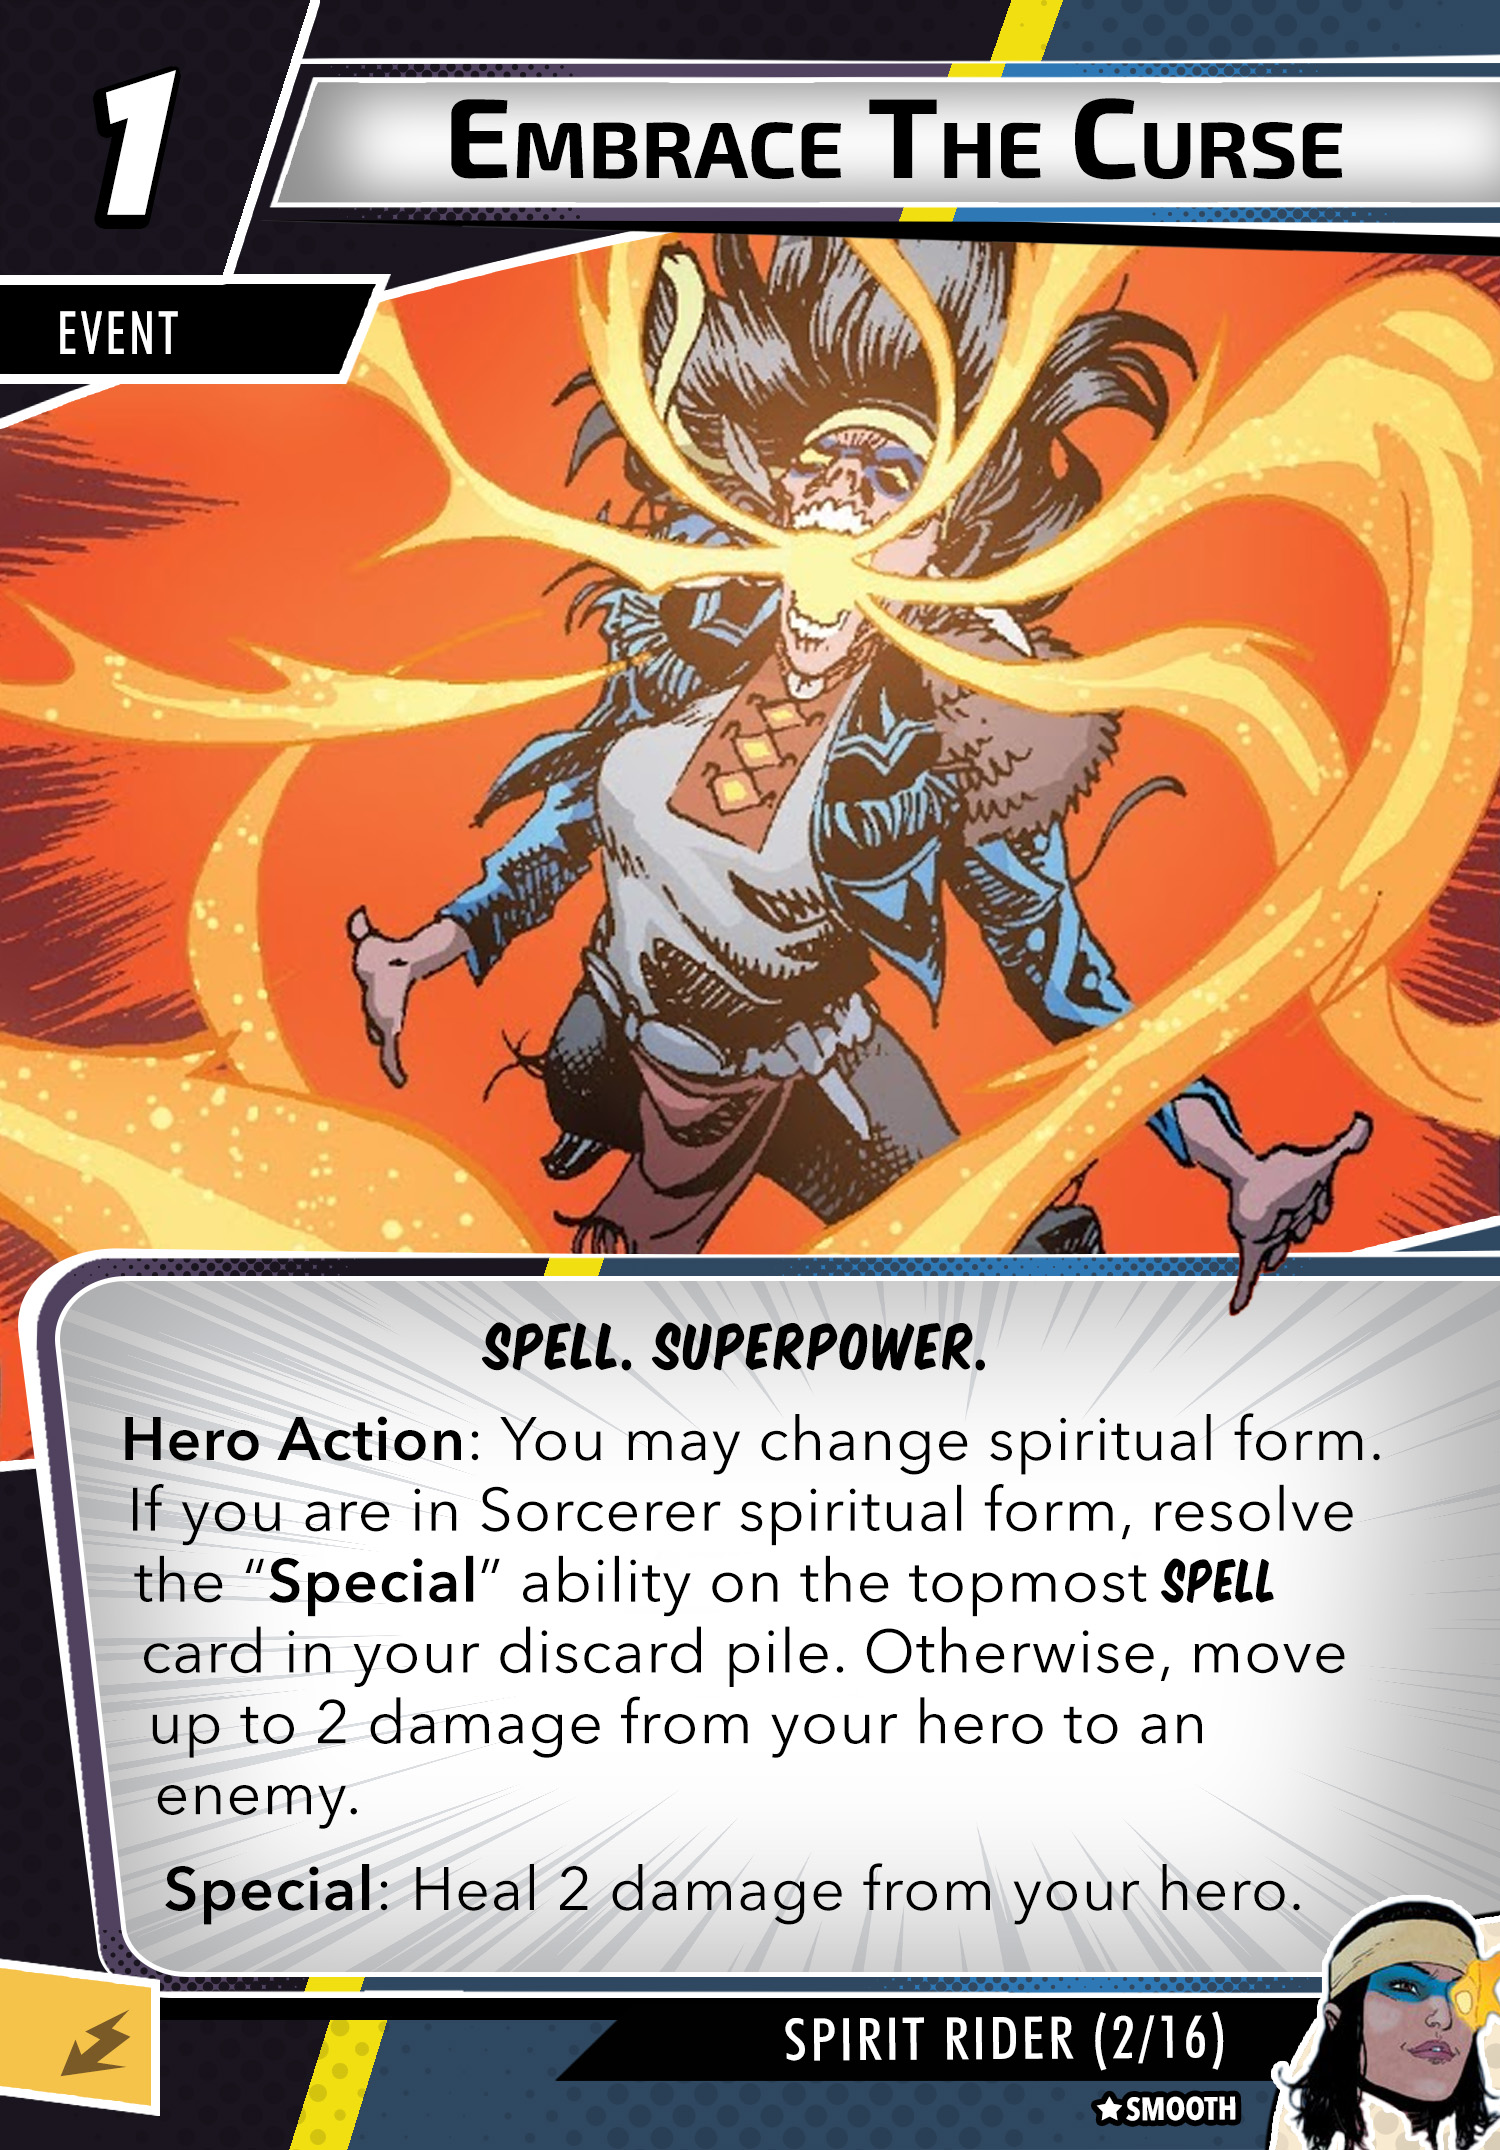 1
EMBRACE THE CURSE
EVENT
SPELL. SUPERPOWER.
Hero Action: You may change spiritual form.
If you are in Sorcerer spiritual form, resolve
the “Special” ability on the topmost SPELL
card in your discard pile. Otherwise, move
up to 2 damage from your hero to an
enemy.
Special: Heal 2 damage from your hero.
SPIRIT RIDER (2/16)
★SMOOTH